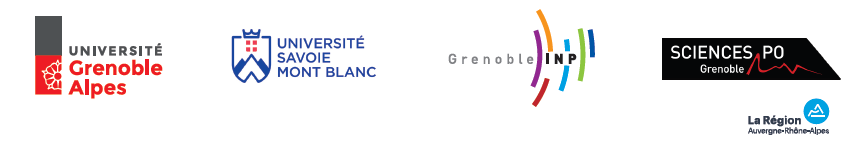 UNIVERSITÉ
Grenoble
Alpes
UNIVERSITÉ
SAVOIE
MONT BLANC
Grenoble INP
SCIENCES PO
Grenoble
La Région
Auvergne-Rhône-Alpes